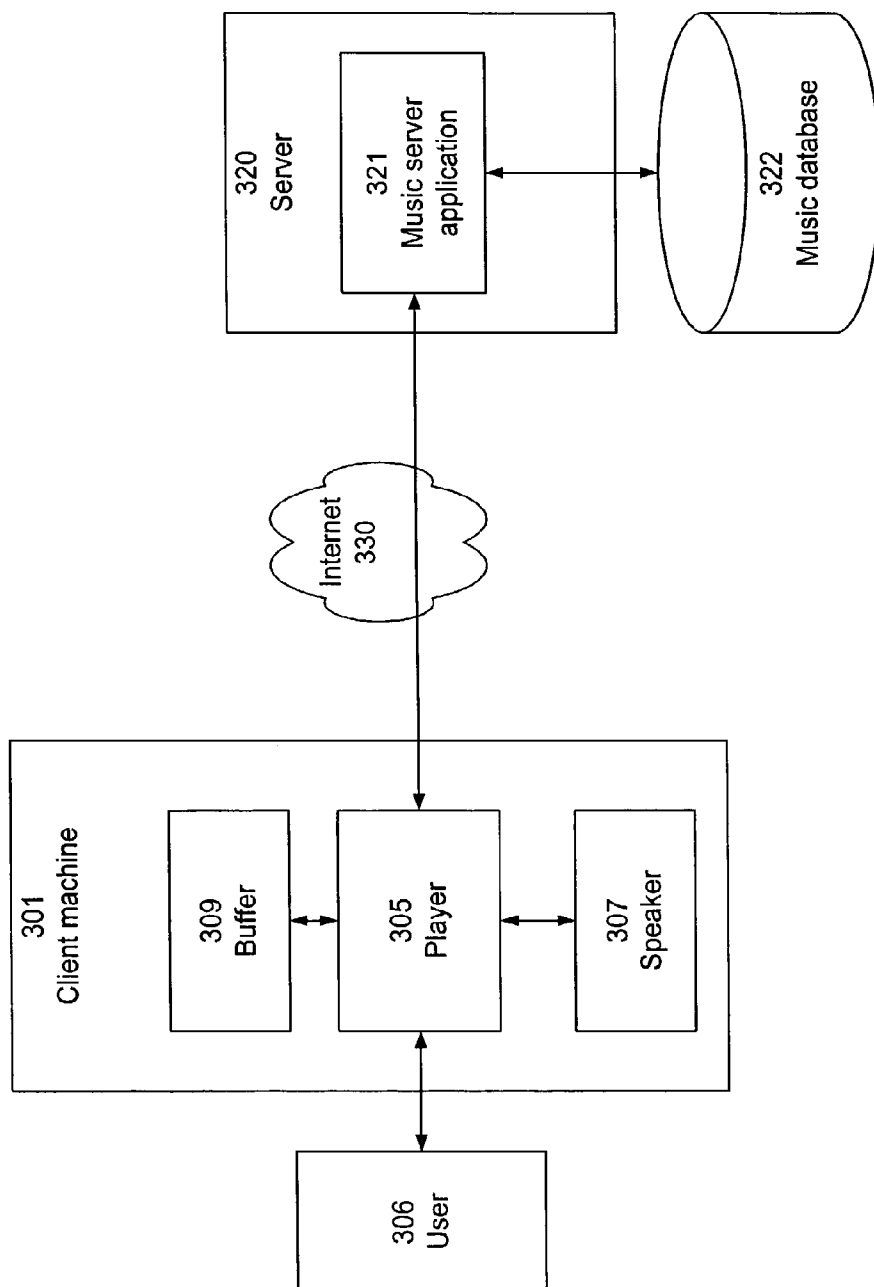 306
User
301
Client machine
309
Buffer
305
Player
307
Speaker
Internet
330
320
Server
321
Music server
application
322
Music database